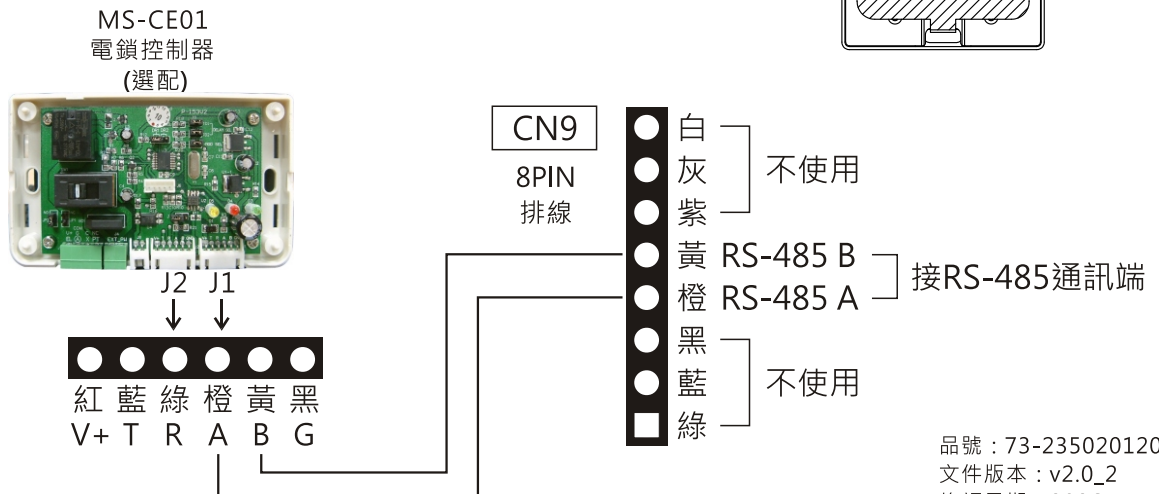 MS-CE01
電鎖控制器
(選配)
J2 J1
紅 藍 綠 橙 黃 黑
V+ T R A B G
CN9
8PIN
排線
白
灰
紫
不使用
黃 RS-485 B
橙 RS-485 A
接RS-485通訊端
黑
藍
綠
不使用
品號：73-235020120
文件版本：v2.0_2